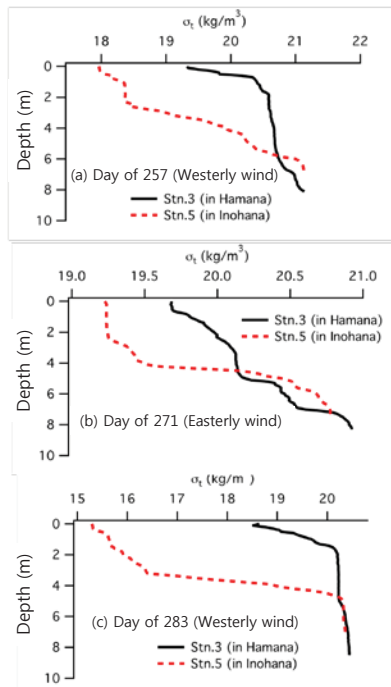 σt (kg/m³)
18 19 20 21 22
0
2
4
6
8
10
Depth (m)
(a) Day of 257 (Westerly wind)
Stn.3 (in Hamana)
Stn.5 (in Inohana)
σt (kg/m³)
19.0 19.5 20.0 20.5 21.0
0
2
4
6
8
10
Depth (m)
Stn.3 (in Hamana)
Stn.5 (in Inohana)
(b) Day of 271 (Easterly wind)
σt (kg/m )
15 16 17 18 19 20
0
2
4
6
8
10
Depth (m)
(c) Day of 283 (Westerly wind)
Stn.3 (in Hamana)
Stn.5 (in Inohana)